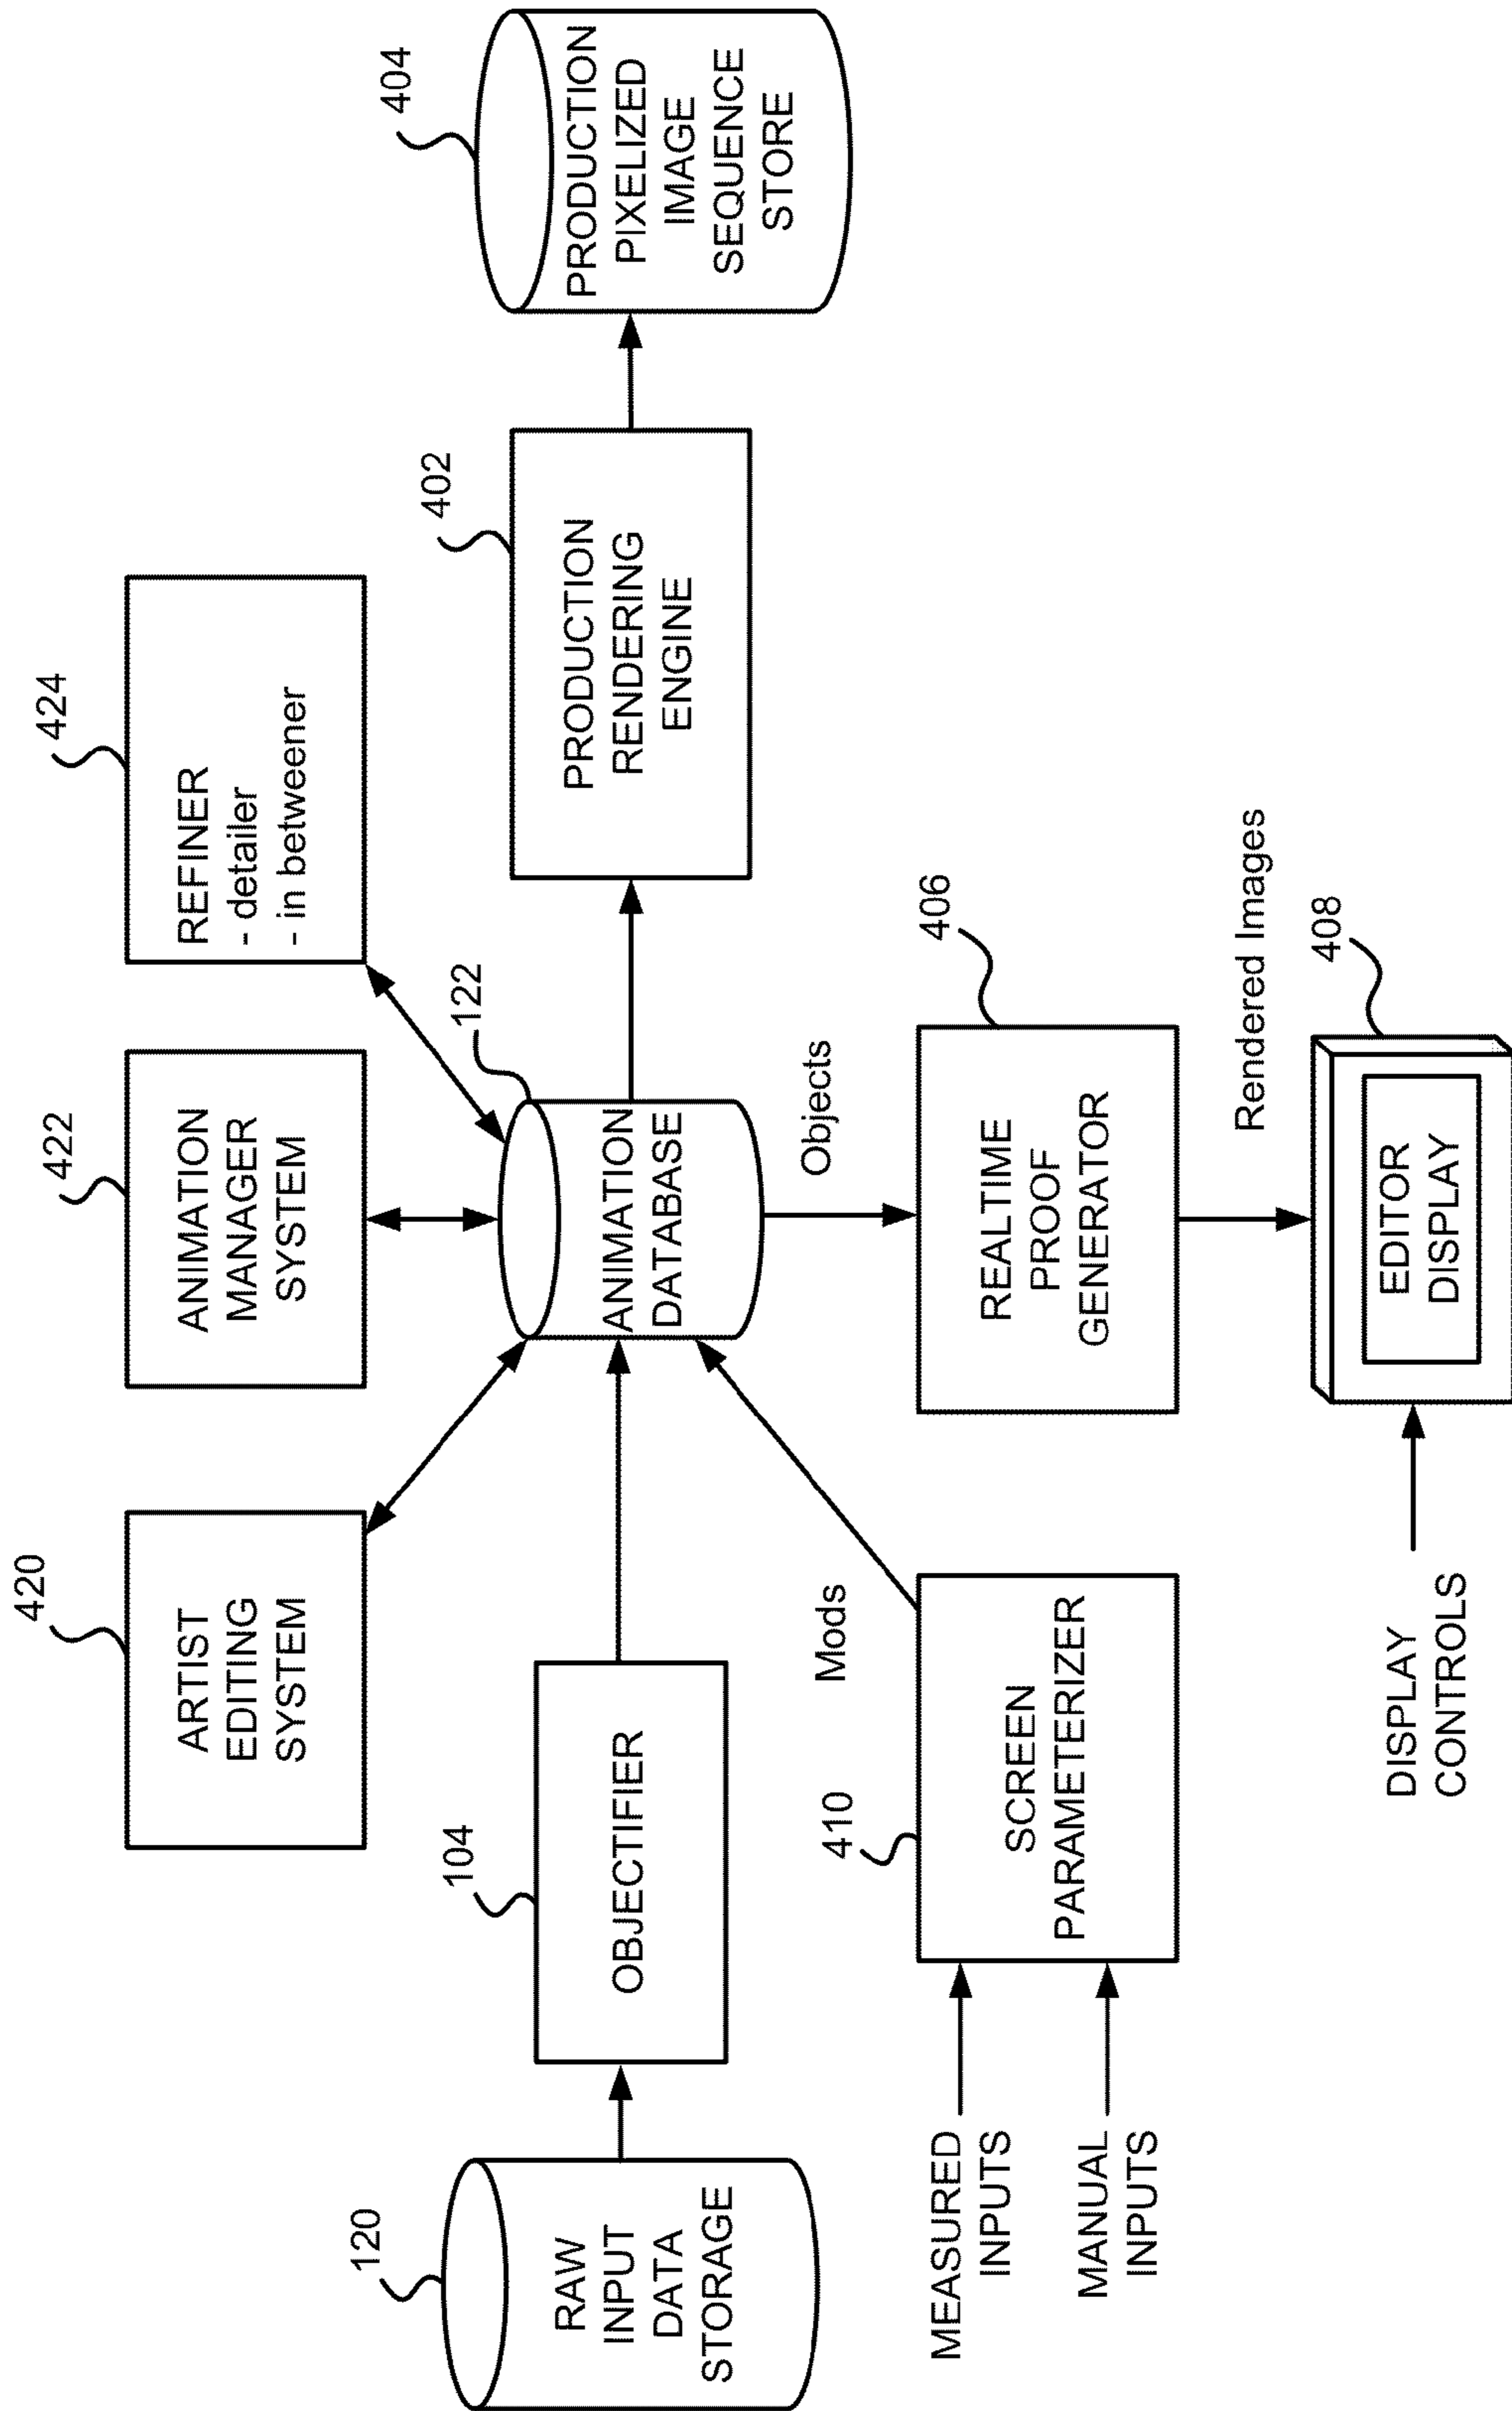 420
ARTIST
EDITING
SYSTEM
422
ANIMATION
MANAGER
SYSTEM
424
REFINER
- detailer
- in betweener
120
RAW
INPUT
DATA
STORAGE
104
OBJECTIFIER
122
ANIMATION
DATABASE
402
PRODUCTION
RENDERING
ENGINE
404
PRODUCTION
PIXELIZED
IMAGE
SEQUENCE
STORE
Mods
Objects
MEASURED
INPUTS
MANUAL
INPUTS
410
SCREEN
PARAMETERIZER
406
REALTIME
PROOF
GENERATOR
Rendered Images
408
EDITOR
DISPLAY
DISPLAY
CONTROLS